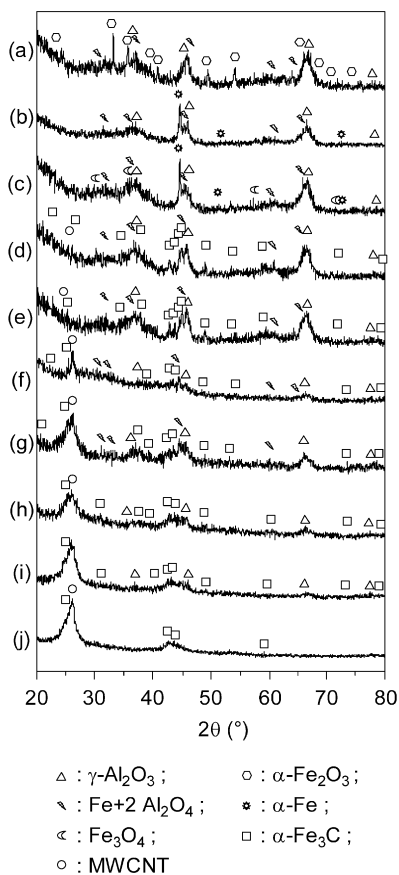 (a)
(b)
(c)
(d)
(e)
(f)
(g)
(h)
(i)
(j)
20 30 40 50 60 70 80
2θ (°)
: γ-Al2O3 ; : α-Fe2O3 ;
: Fe+2 Al2O4 ; : α-Fe ;
: Fe3O4 ; : α-Fe3C ;
: MWCNT